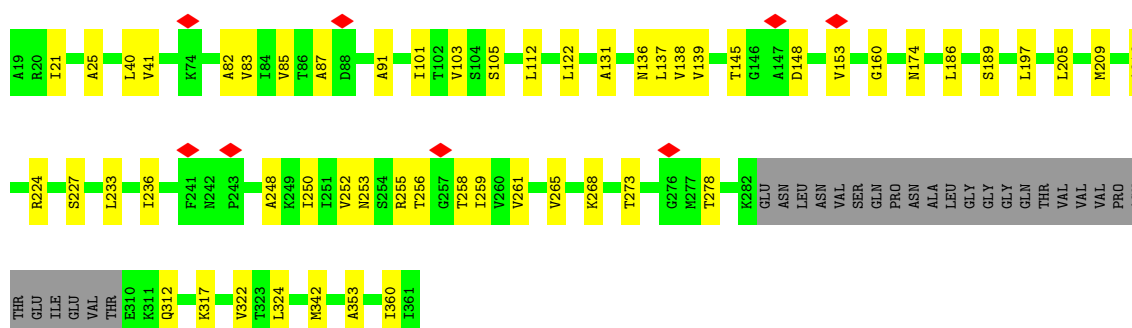 A19 R20 I21 A25 L40 V41 K74 A82 V83 I84 V85 T86 A87 D88 A91 I101 T102 V103 S104 S105 L112 L122 A131 N136 L137 V138 V139 T145 G146 A147 D148 V153 G160 N174 L186 S189 L197 L205 M209
R224 S227 L233 I236 F241 N242 P243 A248 K249 I250 I251 V252 N253 S254 R255 T256 G257 T258 I259 V260 V261 V265 K268 T273 G276 M277 T278 K282 GLU ASN LEU ASN VAL SER GLN PRO ASN ALA LEU GLY GLY GLY GLN THR VAL VAL VAL PRO
THR GLU ILE GLU VAL THR E310 K311 Q312 K317 V322 T323 L324 M342 A353 I360 I361